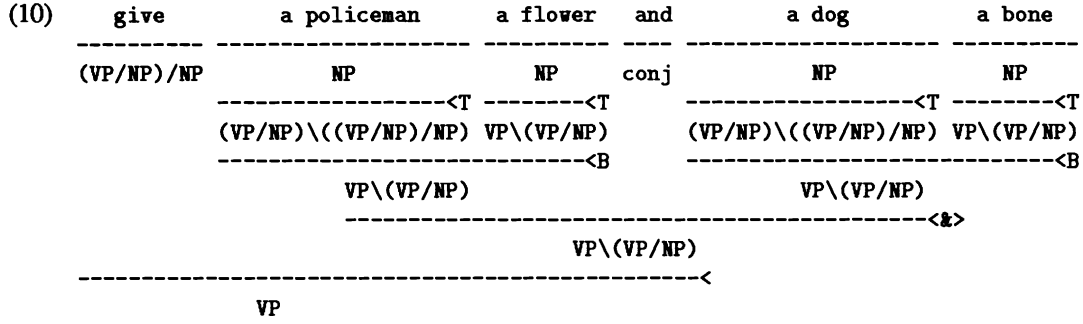 (10) give a policeman a flower and a dog a bone
---------- -------------------- ---------- ---- -------------------- ----------
(VP/NP)/NP NP NP conj NP NP
------------------<T --------<T ------------------<T --------<T
(VP/NP)\((VP/NP)/NP) VP\(VP/NP) (VP/NP)\((VP/NP)/NP) VP\(VP/NP)
-----------------------------<B -----------------------------<B
VP\(VP/NP) VP\(VP/NP)
----------------------------------------------<&>
VP\(VP/NP)
-------------------------------------------------<
VP